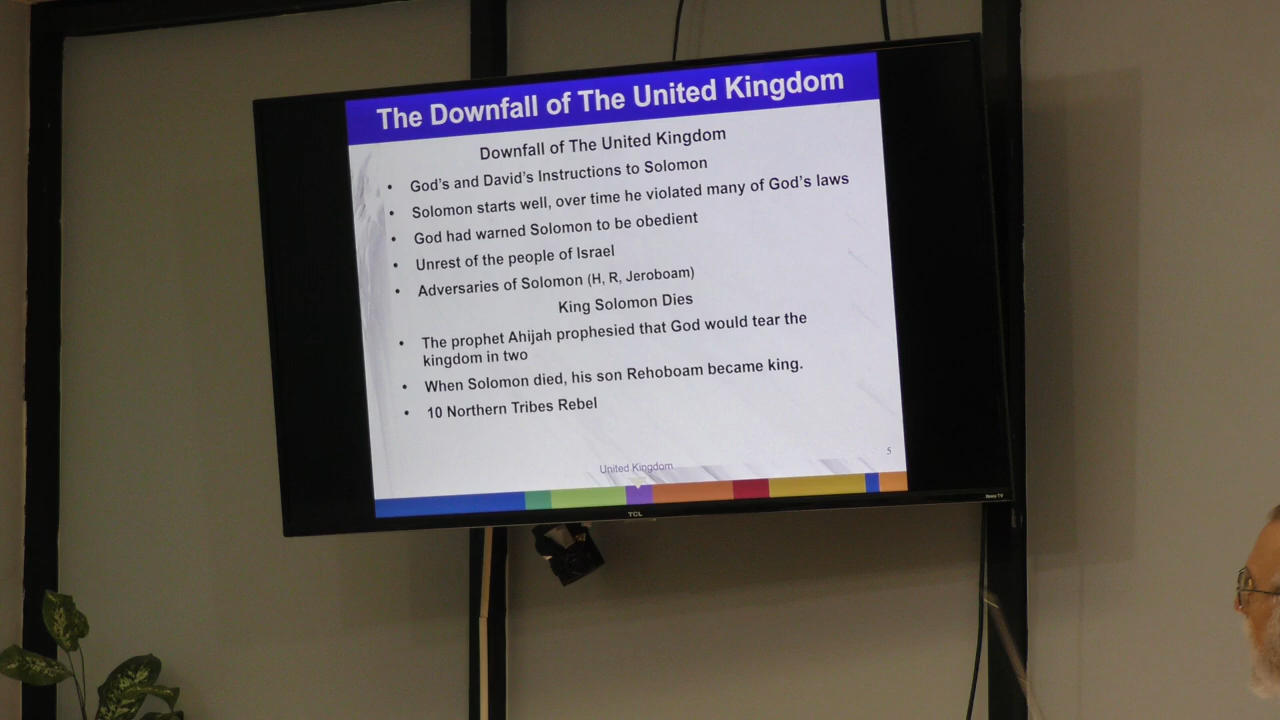 The Downfall of The United Kingdom
Downfall of The United Kingdom
• God's and David's Instructions to Solomon
• Solomon starts well, over time he violated many of God's laws
• God had warned Solomon to be obedient
• Unrest of the people of Israel
• Adversaries of Solomon (H, R, Jeroboam)
King Solomon Dies
• The prophet Ahijah prophesied that God would tear the
kingdom in two
• When Solomon died, his son Rehoboam became king.
• 10 Northern Tribes Rebel
5
United Kingdom
TCL
Roku TV